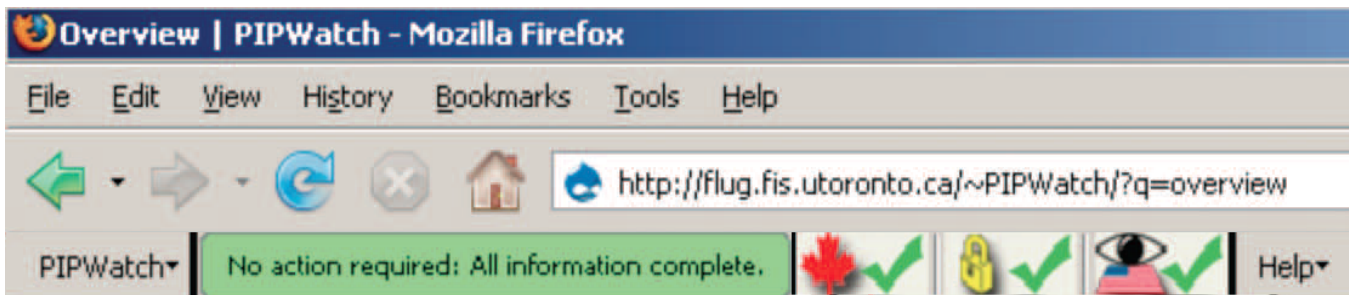 Overview | PIPWatch - Mozilla Firefox
File Edit View History Bookmarks Tools Help
http://flug.fis.utoronto.ca/~PIPWatch/?q=overview
PIPWatch No action required: All information complete. Help